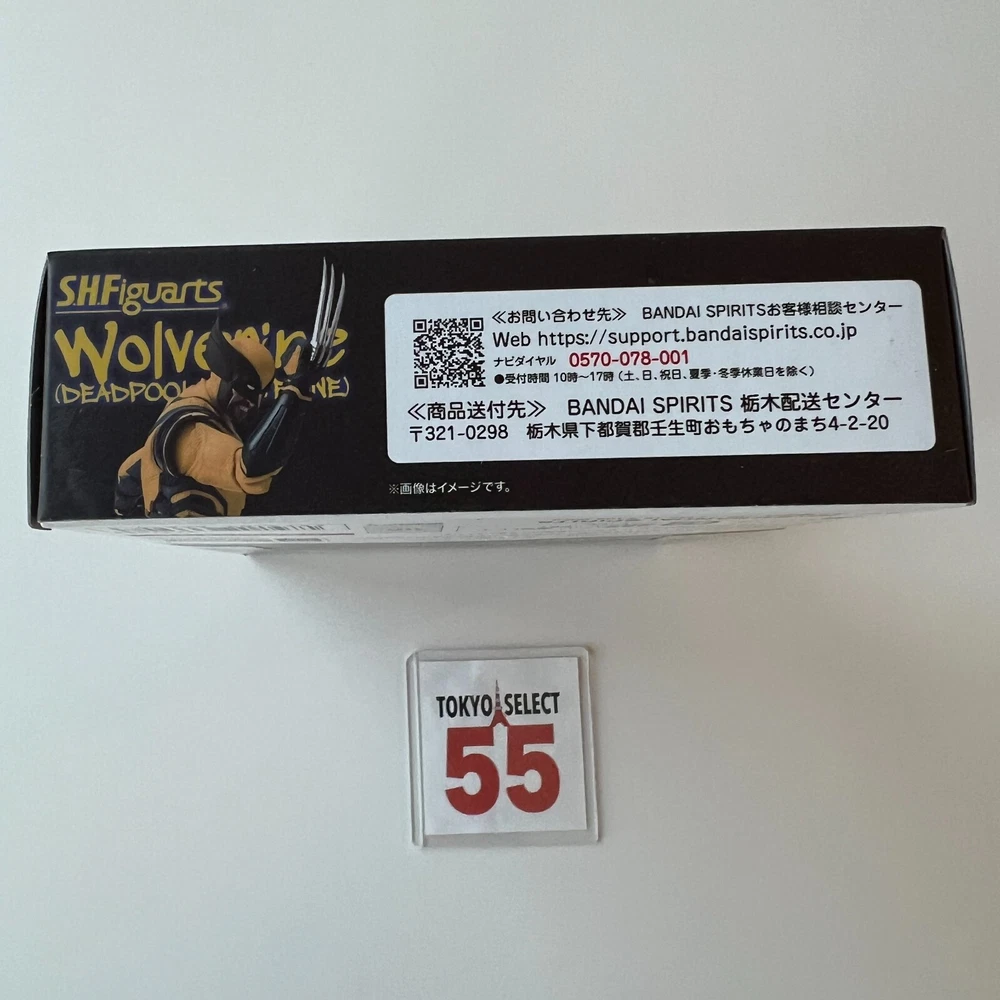 S.H.Figuarts
Wolverine
(DEADPOOL
NE)
≪お問い合わせ先≫ BANDAI SPIRITSお客様相談センター
Web https://support.bandaispirits.co.jp
ナビダイヤル 0570-078-001
●受付時間 10時〜17時（土、日、祝日、夏季・冬季休業日を除く）
≪商品送付先≫ BANDAI SPIRITS 栃木配送センター
〒321-0298 栃木県下都賀郡壬生町おもちゃのまち4-2-20
※画像はイメージです。
TOKYO SELECT
55